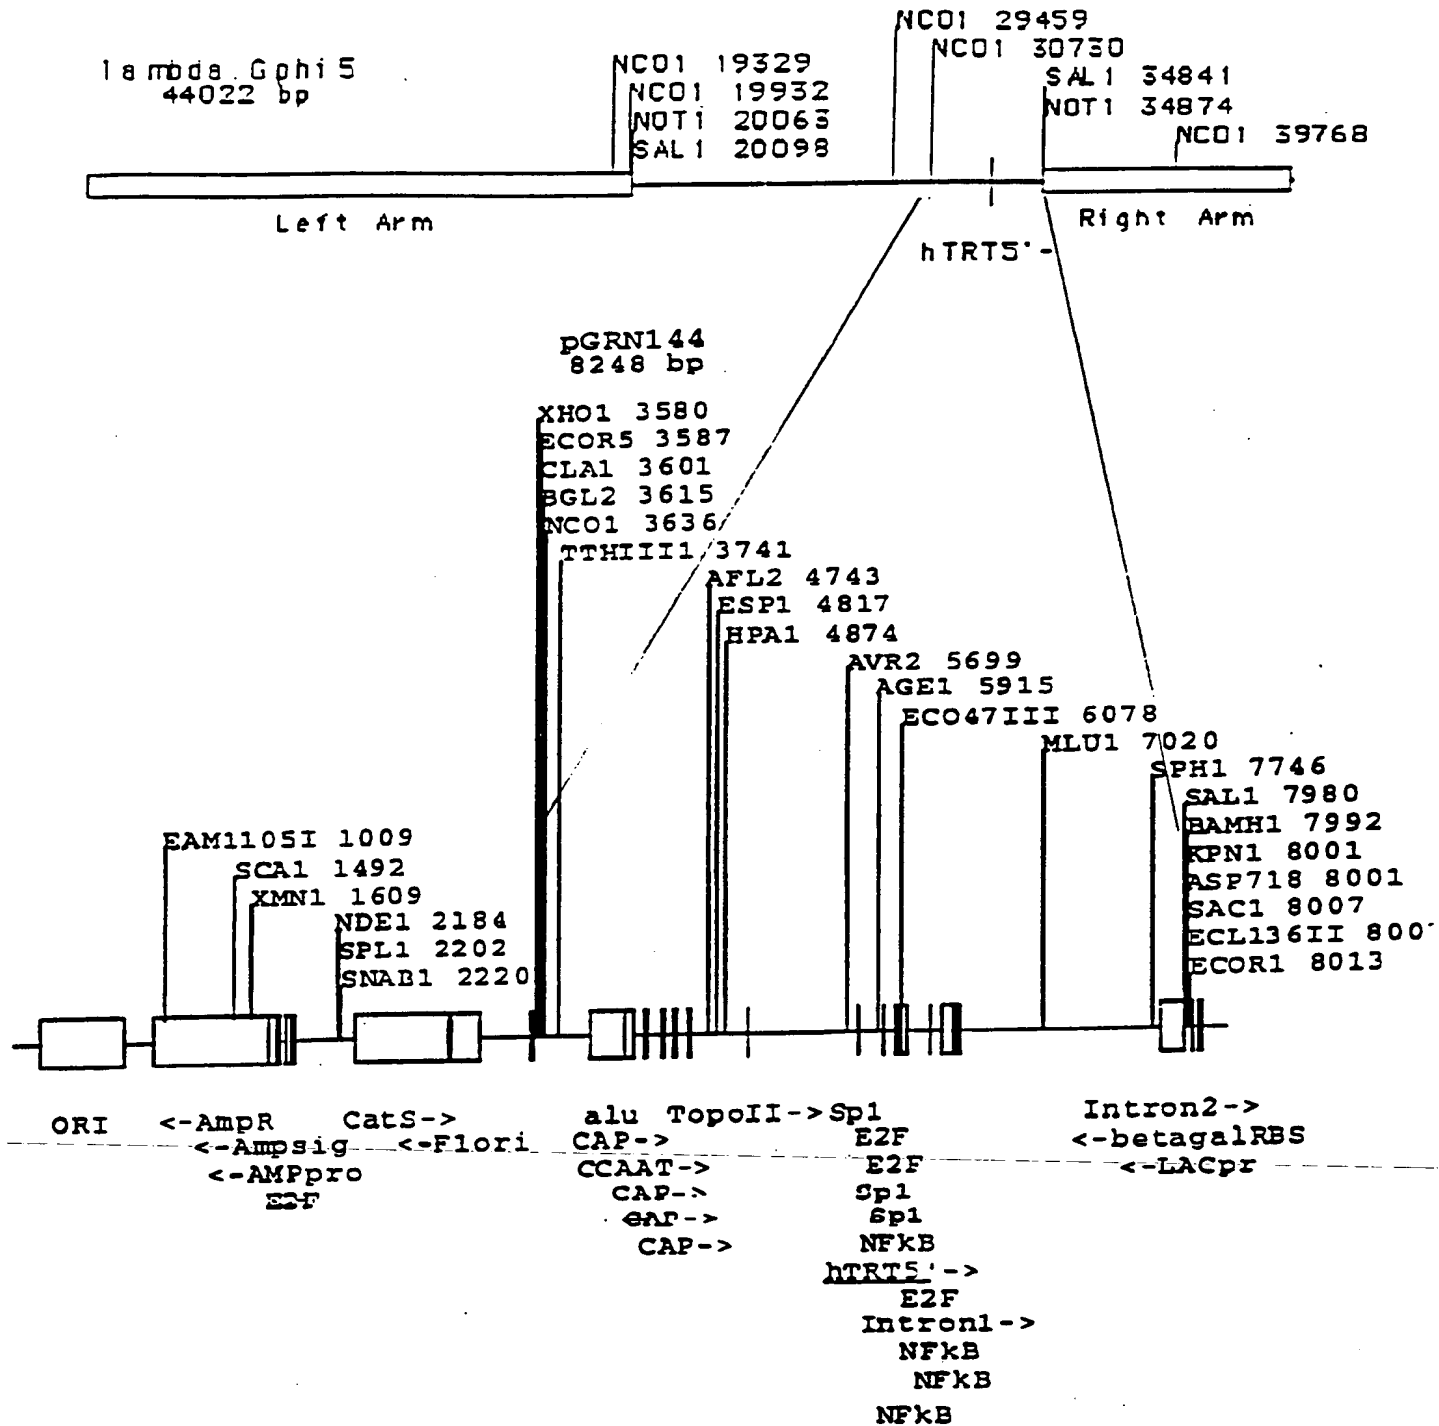 lambda Gphi5
44022 bp
NCO1 19329
NCO1 19932
NOT1 20063
SAL1 20098
NCO1 29459
NCO1 30730
SAL1 34841
NOT1 34874
NCO1 39768
Left Arm
Right Arm
hTRT5'-
pGRN144
8248 bp
XHO1 3580
ECOR5 3587
CLA1 3601
BGL2 3615
NCO1 3636
TTHIII1 3741
AFL2 4743
ESP1 4817
HPA1 4874
AVR2 5699
AGE1 5915
ECO47III 6078
MLU1 7020
SPH1 7746
SAL1 7980
BAMH1 7992
KPN1 8001
ASP718 8001
SAC1 8007
ECL136II 800
ECOR1 8013
EAM1105I 1009
SCA1 1492
XMN1 1609
NDE1 2184
SPL1 2202
SNAB1 2220
ORI <-AmpR CatS-> alu TopoII-> Sp1 Intron2->
<-Ampsig <-F1ori CAP-> E2F <-betagalRBS
<-AMPpro CCAAT-> E2F <-LACpr
E2F CAP-> Sp1
CAP-> Sp1
CAP-> NFkB
hTRT5'->
E2F
Intron1->
NFkB
NFkB
NFkB